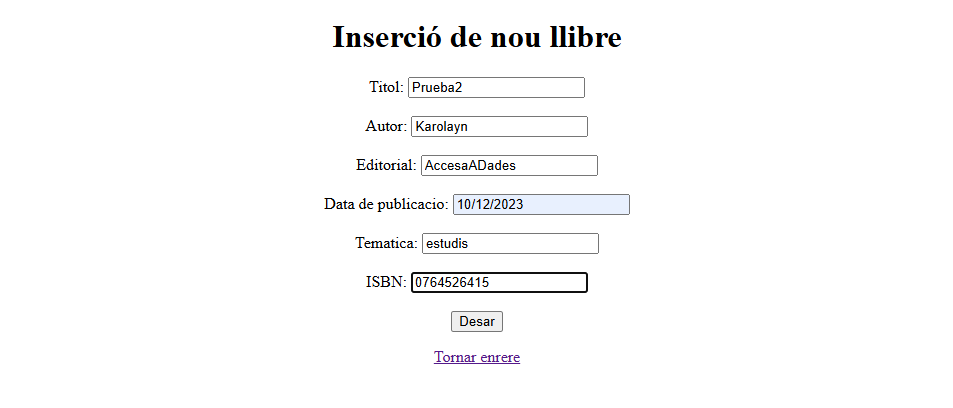 Inserció de nou llibre
Titol: Prueba2
Autor: Karolayn
Editorial: AccesaADades
Data de publicacio: 10/12/2023
Tematica: estudis
ISBN: 0764526415
Desar
Tornar enrere